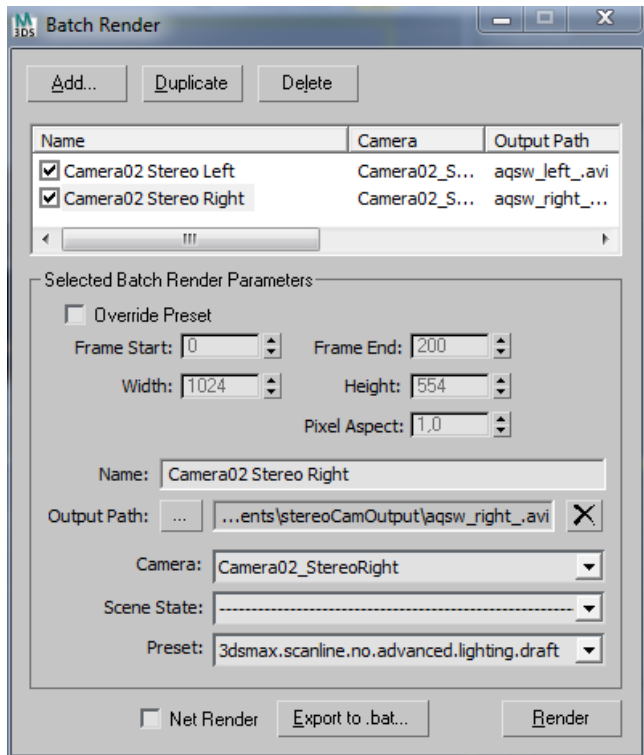 M
3DS
Batch Render
Add... Duplicate Delete
Name Camera Output Path
Camera02 Stereo Left Camera02_S... aqsw_left_.avi
Camera02 Stereo Right Camera02_S... aqsw_right_...
Selected Batch Render Parameters
Override Preset
Frame Start: 0 Frame End: 200
Width: 1024 Height: 554
Pixel Aspect: 1,0
Name: Camera02 Stereo Right
Output Path: ... ...ents\stereoCamOutput\aqsw_right_.avi
Camera: Camera02_StereoRight
Scene State: ------------------------------------------------------------
Preset: 3dsmax.scanline.no.advanced.lighting.draft
Net Render Export to .bat... Render